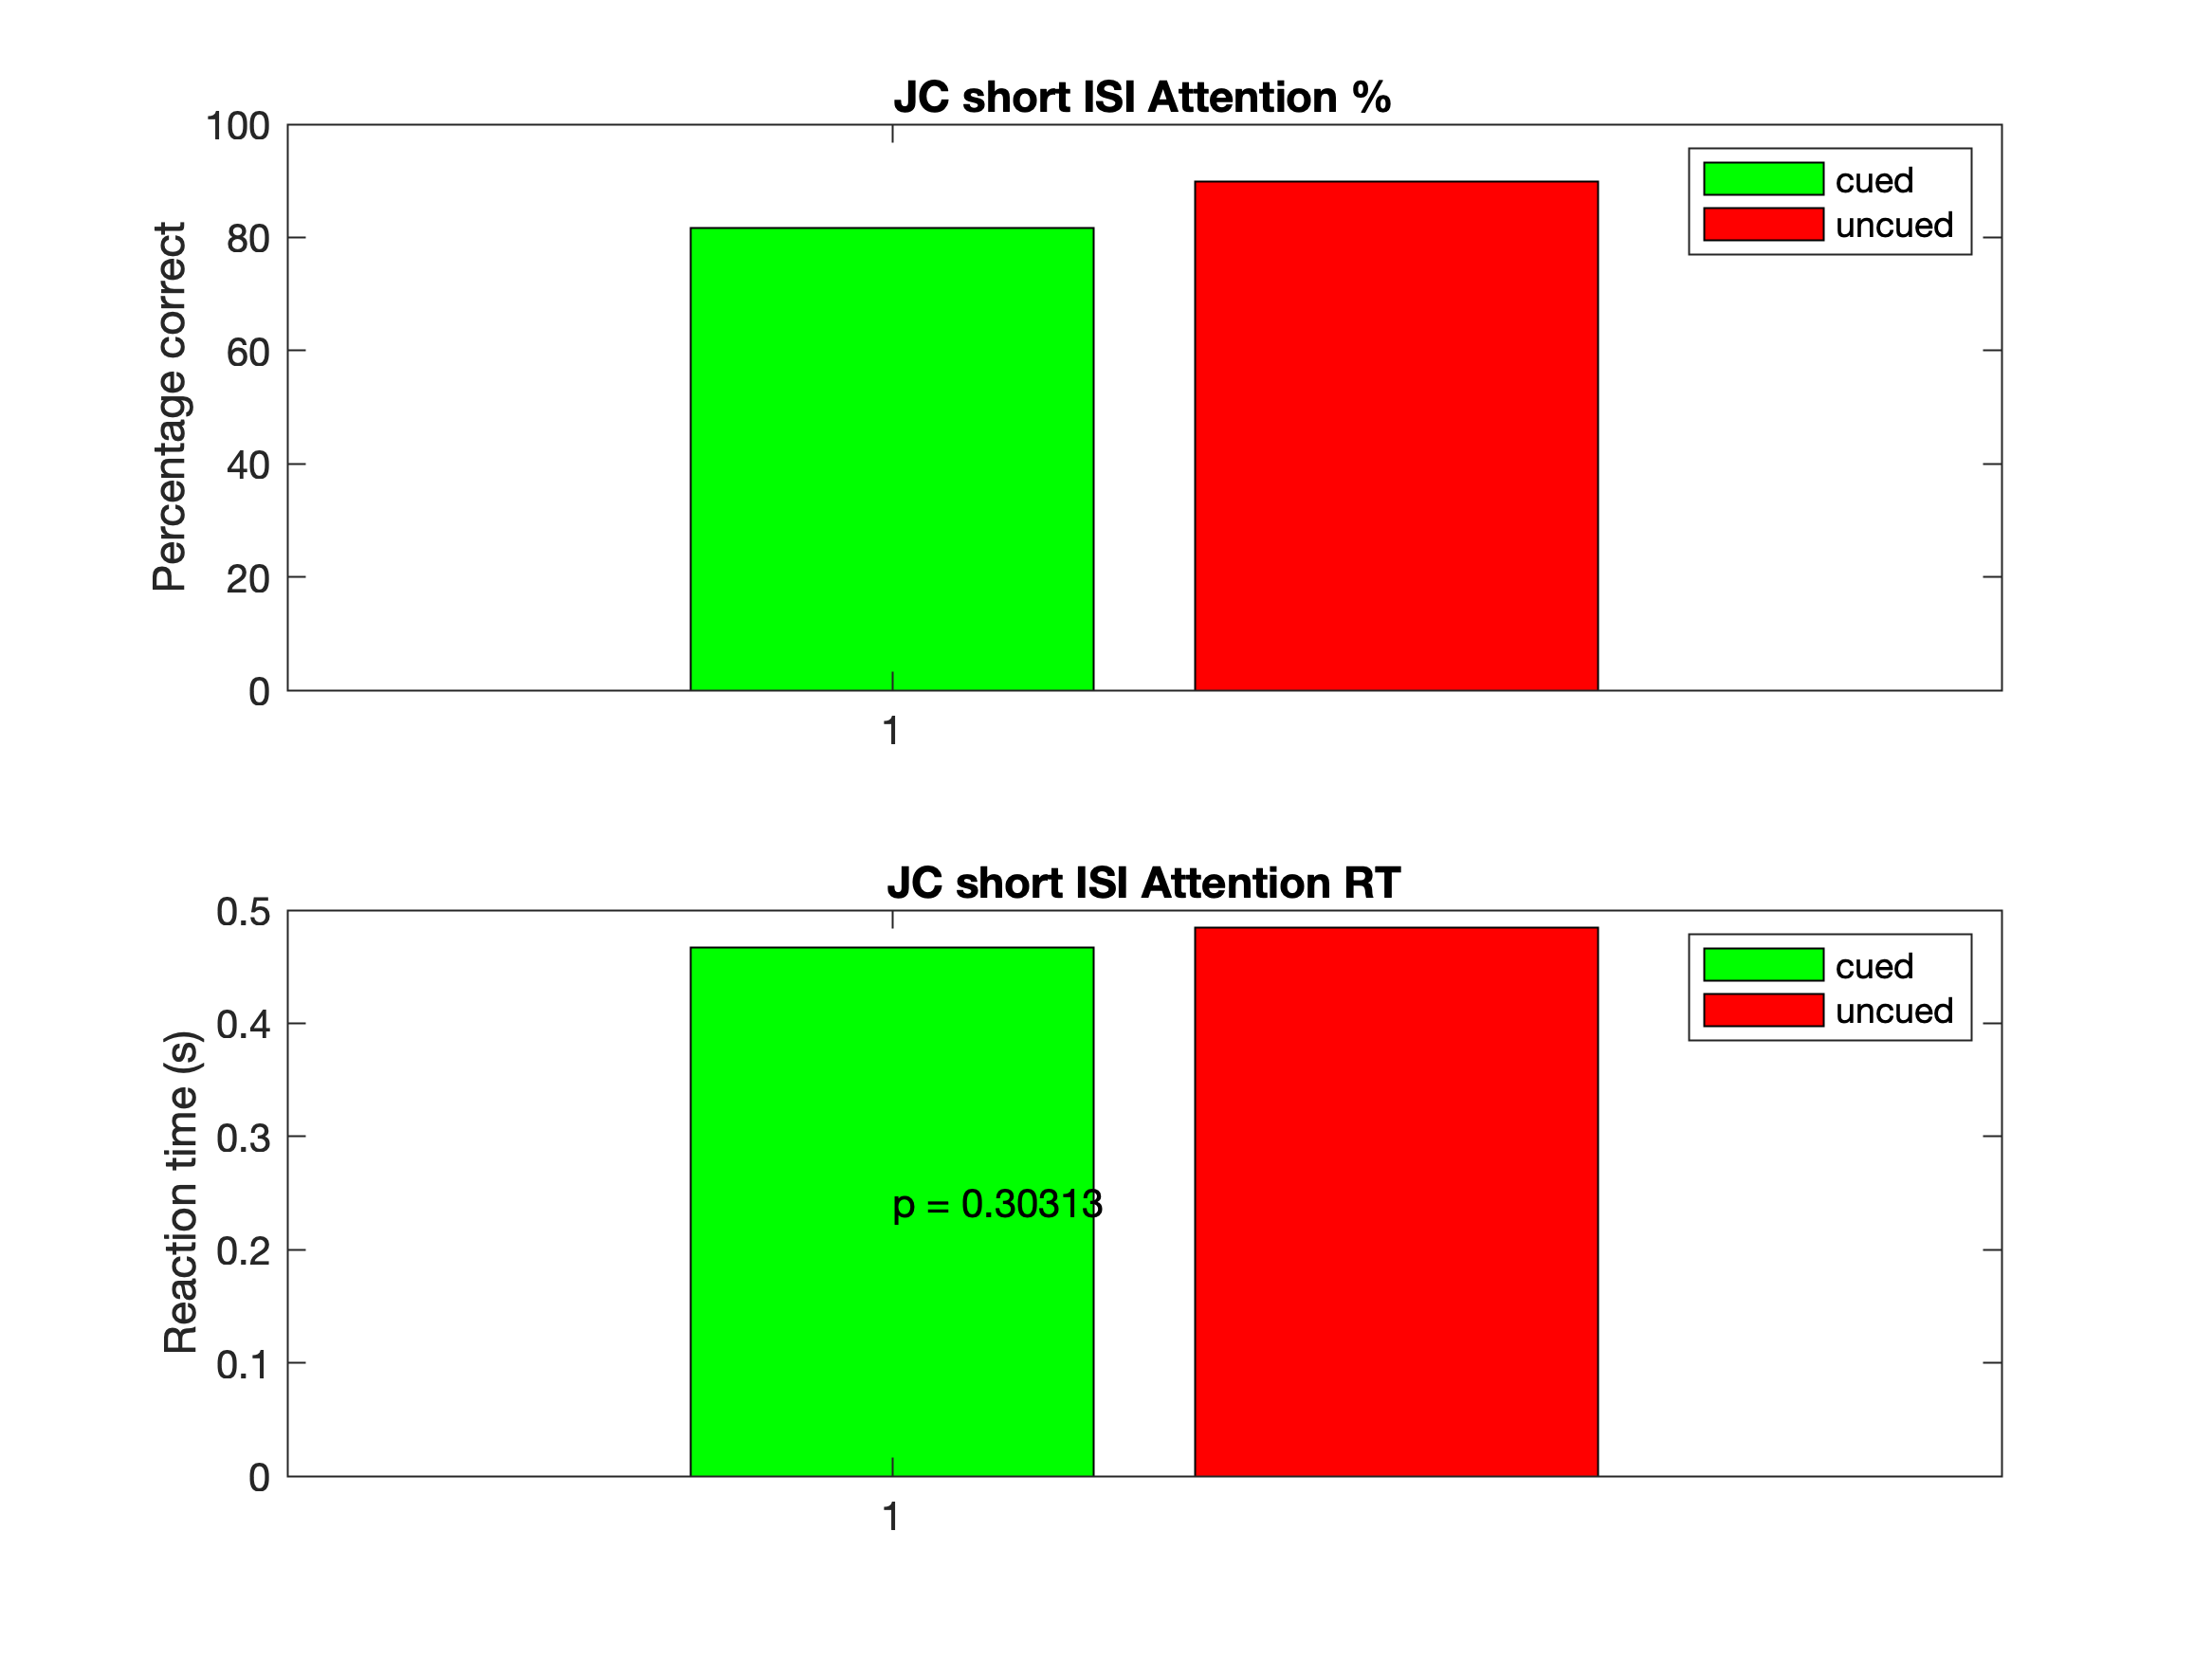 JC short ISI Attention %
100
80
60
40
20
0
Percentage correct
cued
uncued
1
JC short ISI Attention RT
0.5
0.4
0.3
0.2
0.1
0
Reaction time (s)
cued
uncued
p = 0.30313
1